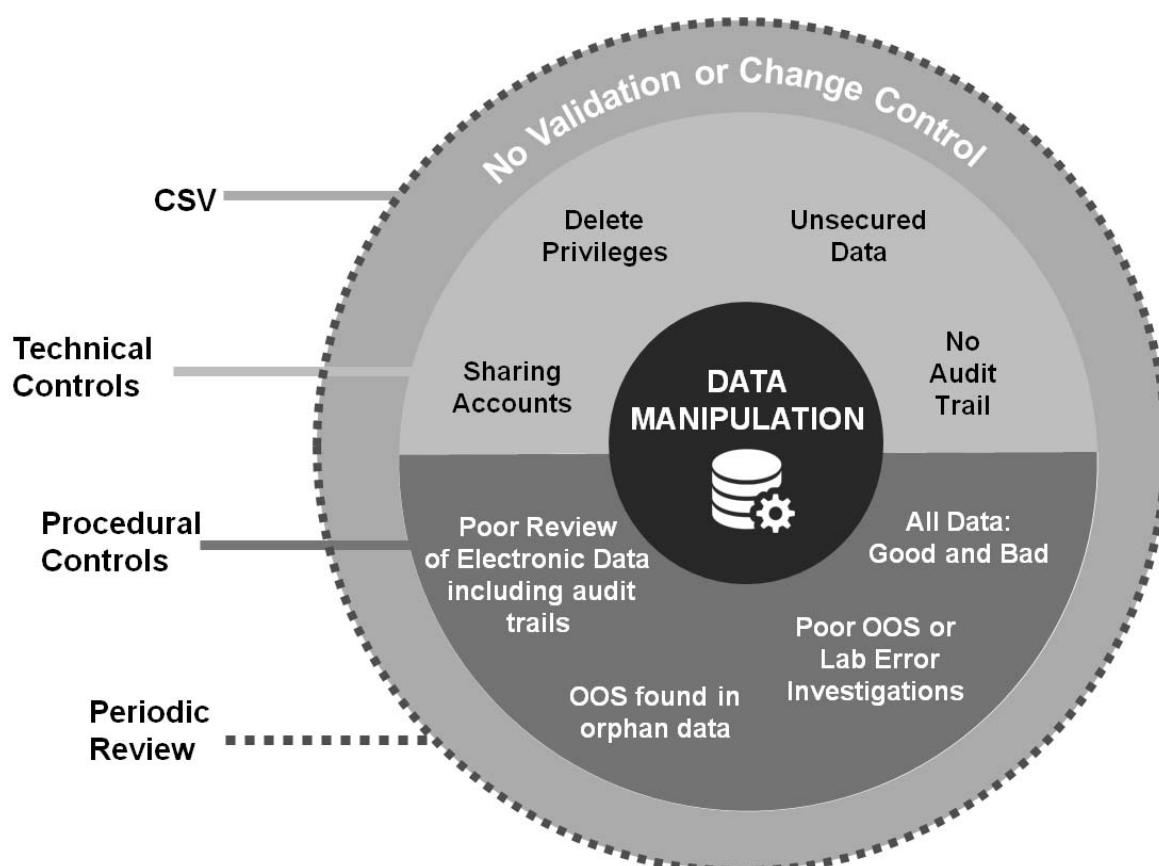 No Validation or Change Control
CSV
Delete
Privileges
Unsecured
Data
Technical
Controls
Sharing
Accounts
No
Audit
Trail
DATA
MANIPULATION
Procedural
Controls
Poor Review
of Electronic Data
including audit
trails
All Data:
Good and Bad
Poor OOS or
Lab Error
Investigations
OOS found in
orphan data
Periodic
Review